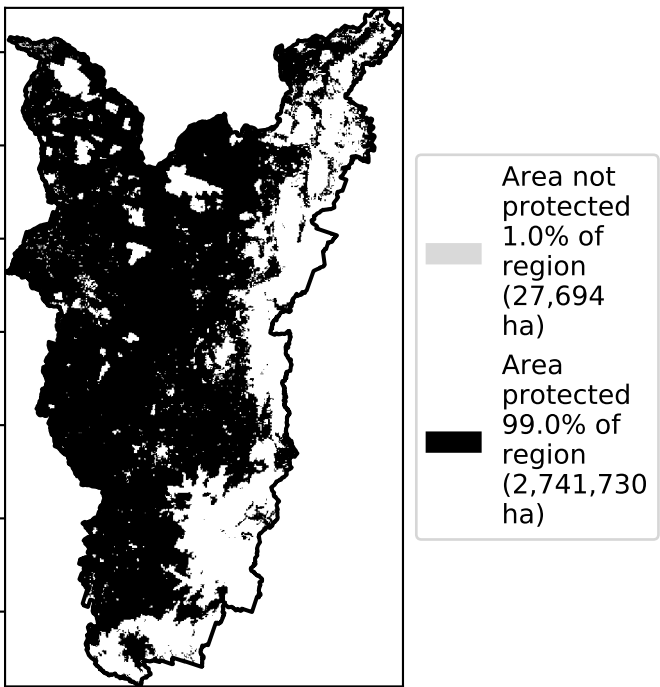 Area not
protected
1.0% of
region
(27,694
ha)
Area
protected
99.0% of
region
(2,741,730
ha)